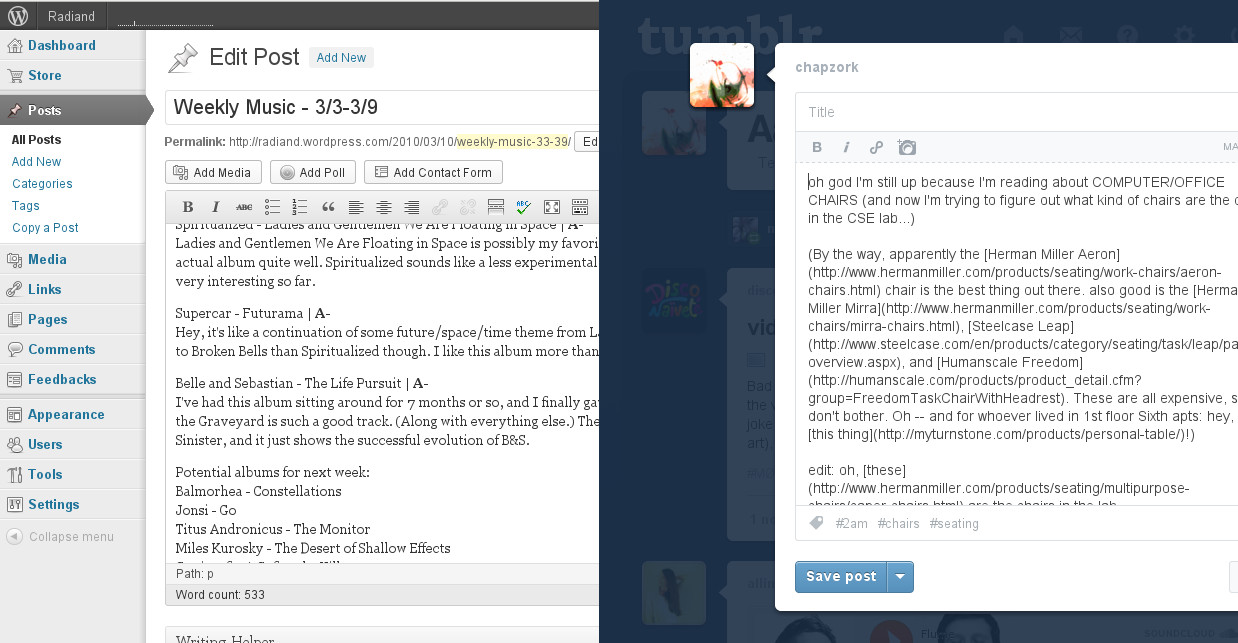 Radiand
Dashboard
Store
Posts
All Posts
Add New
Categories
Tags
Copy a Post
Media
Links
Pages
Comments
Feedbacks
Appearance
Users
Tools
Settings
Collapse menu
Edit Post Add New
Weekly Music - 3/3-3/9
Permalink: http://radiand.wordpress.com/2010/03/10/weekly-music-33-39/ Ed
Add Media Add Poll Add Contact Form
B I ABC
Spiritualized - Ladies and Gentlemen We Are Floating in Space | A-
Ladies and Gentlemen We Are Floating in Space is possibly my favori
actual album quite well. Spiritualized sounds like a less experimental
very interesting so far.
Supercar - Futurama | A-
Hey, it's like a continuation of some future/space/time theme from La
to Broken Bells than Spiritualized though. I like this album more than
Belle and Sebastian - The Life Pursuit | A-
I've had this album sitting around for 7 months or so, and I finally ga
the Graveyard is such a good track. (Along with everything else.) The
Sinister, and it just shows the successful evolution of B&S.
Potential albums for next week:
Balmorhea - Constellations
Jonsi - Go
Titus Andronicus - The Monitor
Miles Kurosky - The Desert of Shallow Effects
Path: p
Word count: 533
Writing Helper
tumblr
chapzork
Title
B i MA
oh god I'm still up because I'm reading about COMPUTER/OFFICE
CHAIRS (and now I'm trying to figure out what kind of chairs are the
in the CSE lab...)
(By the way, apparently the [Herman Miller Aeron]
(http://www.hermanmiller.com/products/seating/work-chairs/aeron-
chairs.html) chair is the best thing out there. also good is the [Herma
Miller Mirra](http://www.hermanmiller.com/products/seating/work-
chairs/mirra-chairs.html), [Steelcase Leap]
(http://www.steelcase.com/en/products/category/seating/task/leap/pa
overview.aspx), and [Humanscale Freedom]
(http://humanscale.com/products/product_detail.cfm?
group=FreedomTaskChairWithHeadrest). These are all expensive, s
don't bother. Oh -- and for whoever lived in 1st floor Sixth apts: hey,
[this thing](http://myturnstone.com/products/personal-table/)!)
edit: oh, [these]
(http://www.hermanmiller.com/products/seating/multipurpose-
chairs/caper-chairs.html) are the chairs in the lab
#2am #chairs #seating
Save post